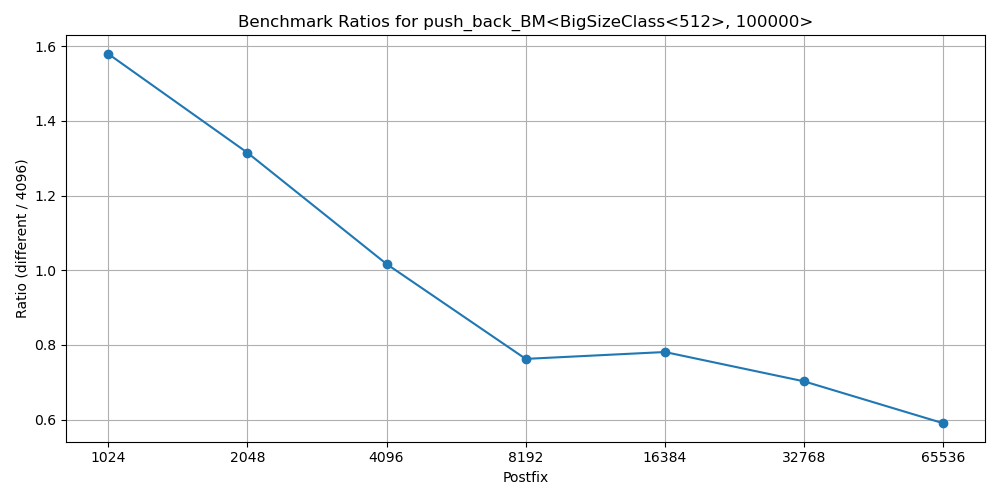 Benchmark Ratios for push_back_BM<BigSizeClass<512>, 100000>
1.6
1.4
1.2
1.0
0.8
0.6
Ratio (different / 4096)
1024 2048 4096 8192 16384 32768 65536
Postfix